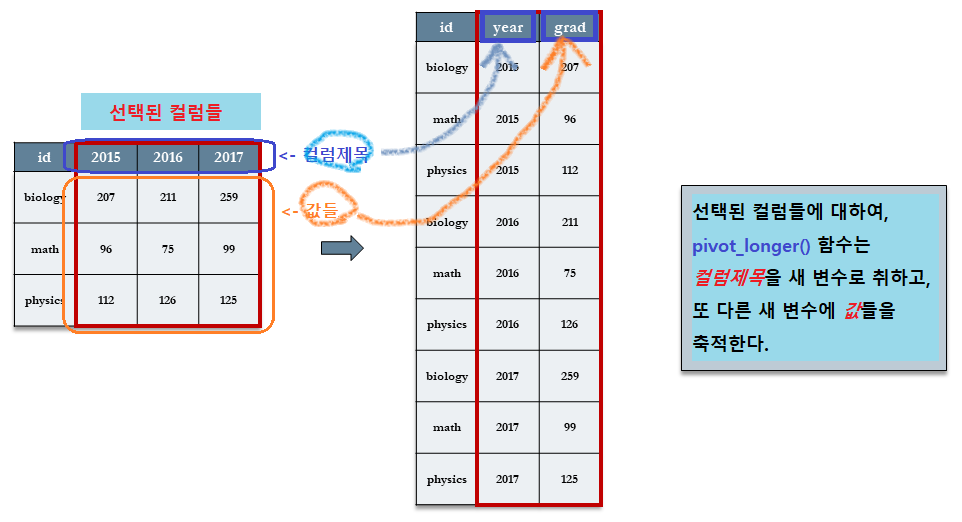 선택된 컬럼들
id 2015 2016 2017
biology 207 211 259
math 96 75 99
physics 112 126 125
<- 컬럼제목
<- 값들
id year grad
biology 2015 207
math 2015 96
physics 2015 112
biology 2016 211
math 2016 75
physics 2016 126
biology 2017 259
math 2017 99
physics 2017 125
선택된 컬럼들에 대하여,
pivot_longer() 함수는
컬럼제목을 새 변수로 취하고,
또 다른 새 변수에 값들을
축적한다.